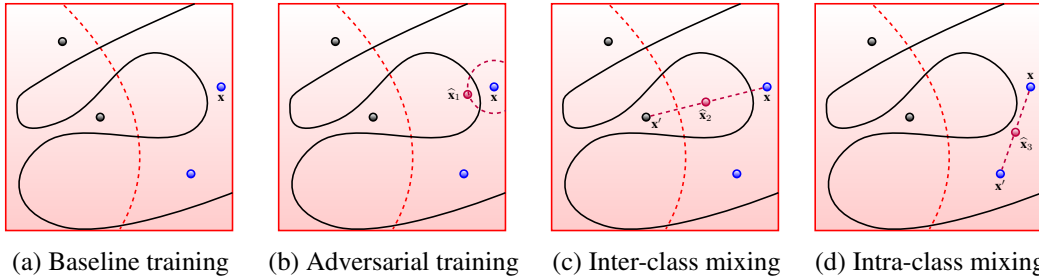 x
(a) Baseline training
x̂₁
x
(b) Adversarial training
x
x′
x̂₂
(c) Inter-class mixing
x
x̂₃
x′
(d) Intra-class mixing